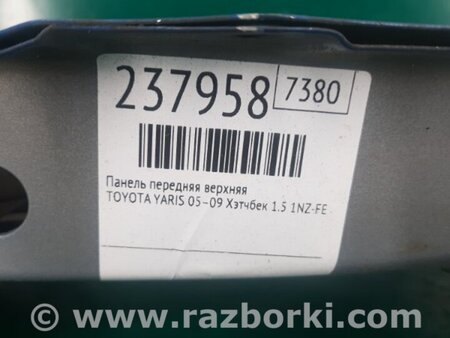 237958 7380
Панель передняя верхняя
TOYOTA YARIS 05-09 Хэтчбек 1.5 1NZ-FE
© www.razborki.com